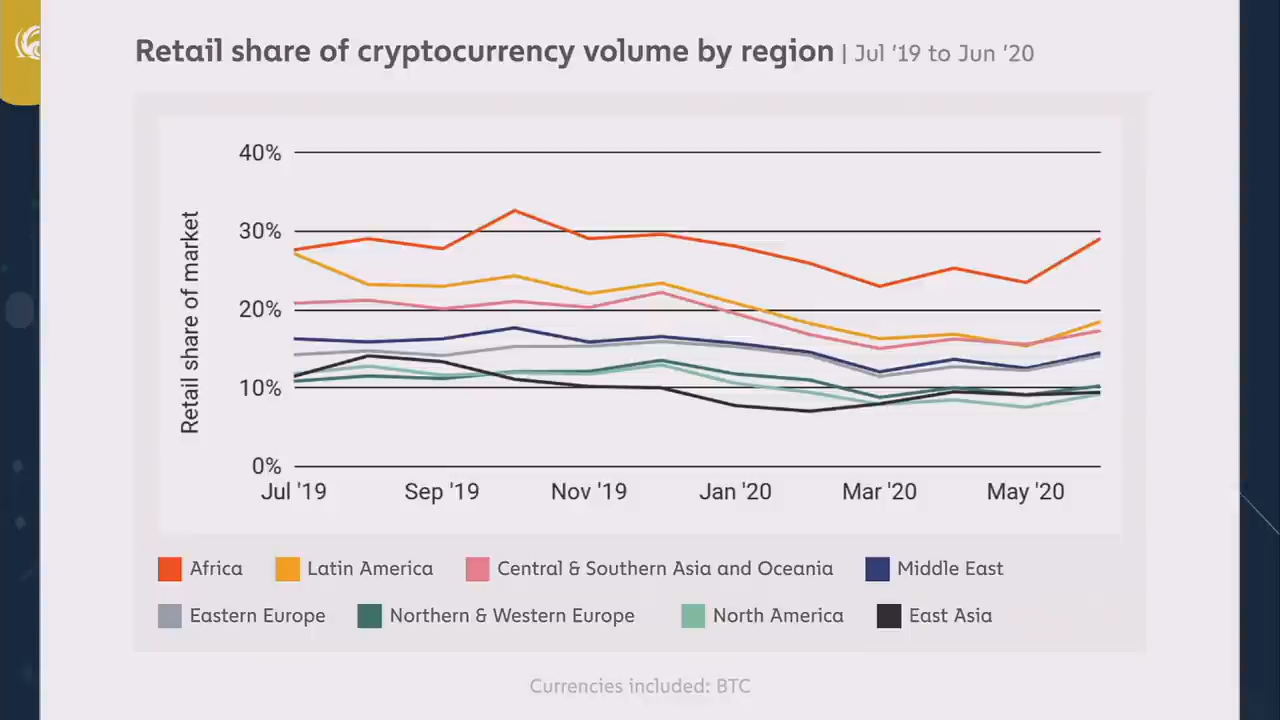 Retail share of cryptocurrency volume by region | Jul '19 to Jun '20
Retail share of market
40%
30%
20%
10%
0%
Jul '19 Sep '19 Nov '19 Jan '20 Mar '20 May '20
Africa Latin America Central & Southern Asia and Oceania Middle East
Eastern Europe Northern & Western Europe North America East Asia
Currencies included: BTC